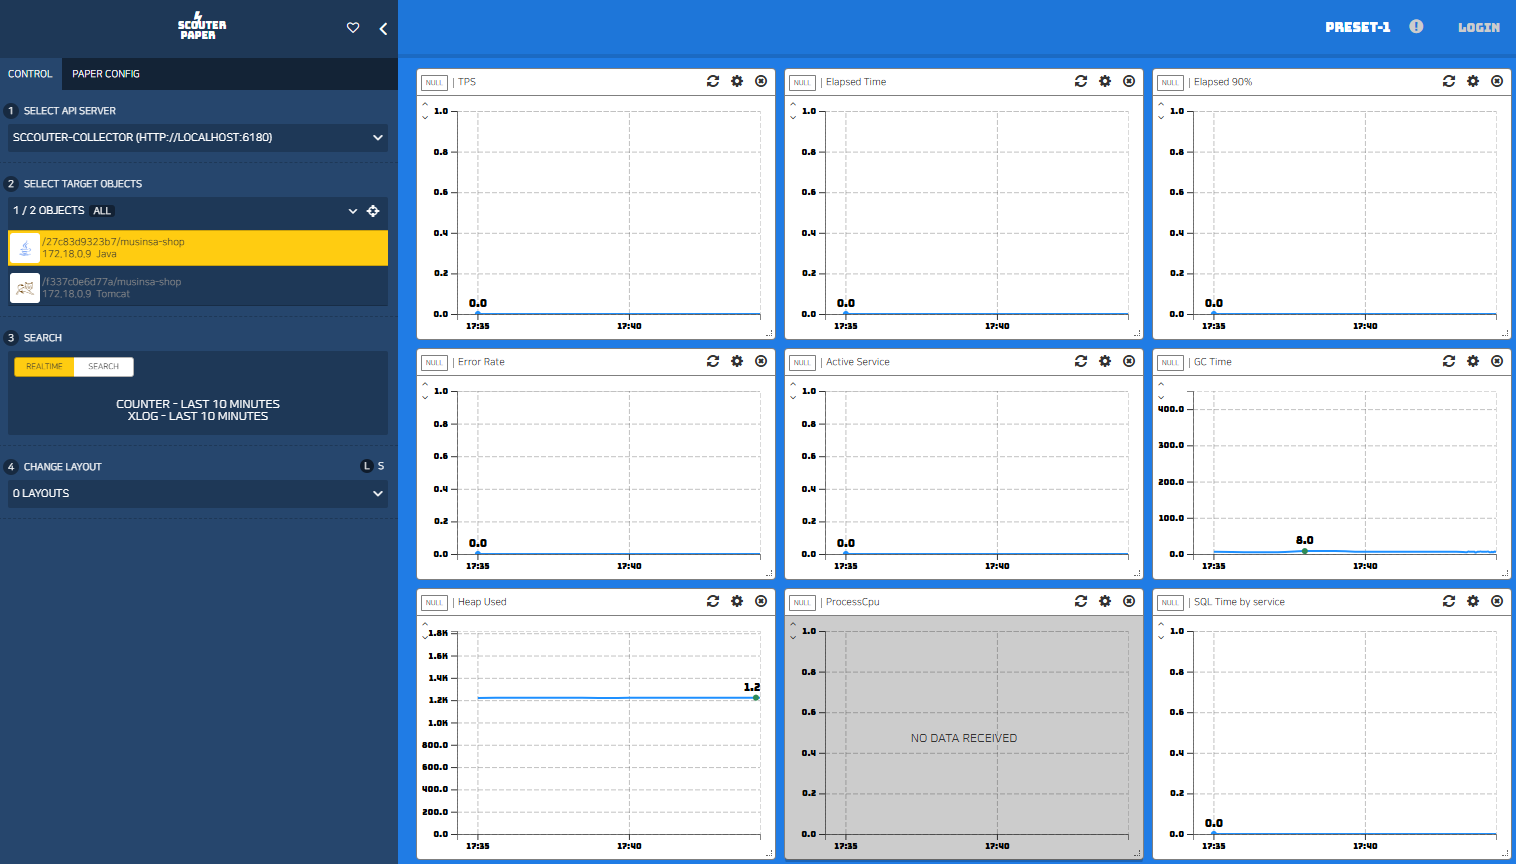 SCOUTER
PAPER
PRESET-1
LOGIN
CONTROL
PAPER CONFIG
1 SELECT API SERVER
SCCOUTER-COLLECTOR (HTTP://LOCALHOST:6180)
2 SELECT TARGET OBJECTS
1 / 2 OBJECTS ALL
/27c83d9323b7/musinsa-shop
172.18.0.9 Java
/f337c0e6d77a/musinsa-shop
172.18.0.9 Tomcat
3 SEARCH
REALTIME SEARCH
COUNTER - LAST 10 MINUTES
XLOG - LAST 10 MINUTES
4 CHANGE LAYOUT L S
0 LAYOUTS
NULL | TPS
1.0
0.8
0.6
0.4
0.2
0.0
0.0
17:35 17:40
NULL | Elapsed Time
1.0
0.8
0.6
0.4
0.2
0.0
0.0
17:35 17:40
NULL | Elapsed 90%
1.0
0.8
0.6
0.4
0.2
0.0
0.0
17:35 17:40
NULL | Error Rate
1.0
0.8
0.6
0.4
0.2
0.0
0.0
17:35 17:40
NULL | Active Service
1.0
0.8
0.6
0.4
0.2
0.0
0.0
17:35 17:40
NULL | GC Time
400.0
300.0
200.0
100.0
8.0
0.0
17:35 17:40
NULL | Heap Used
1.8K
1.6K
1.4K
1.2
1.2K
1.0K
800.0
600.0
400.0
200.0
0.0
17:35 17:40
NULL | ProcessCpu
1.0
0.8
0.6
NO DATA RECEIVED
0.4
0.2
0.0
17:35 17:40
NULL | SQL Time by service
1.0
0.8
0.6
0.4
0.2
0.0
0.0
17:35 17:40